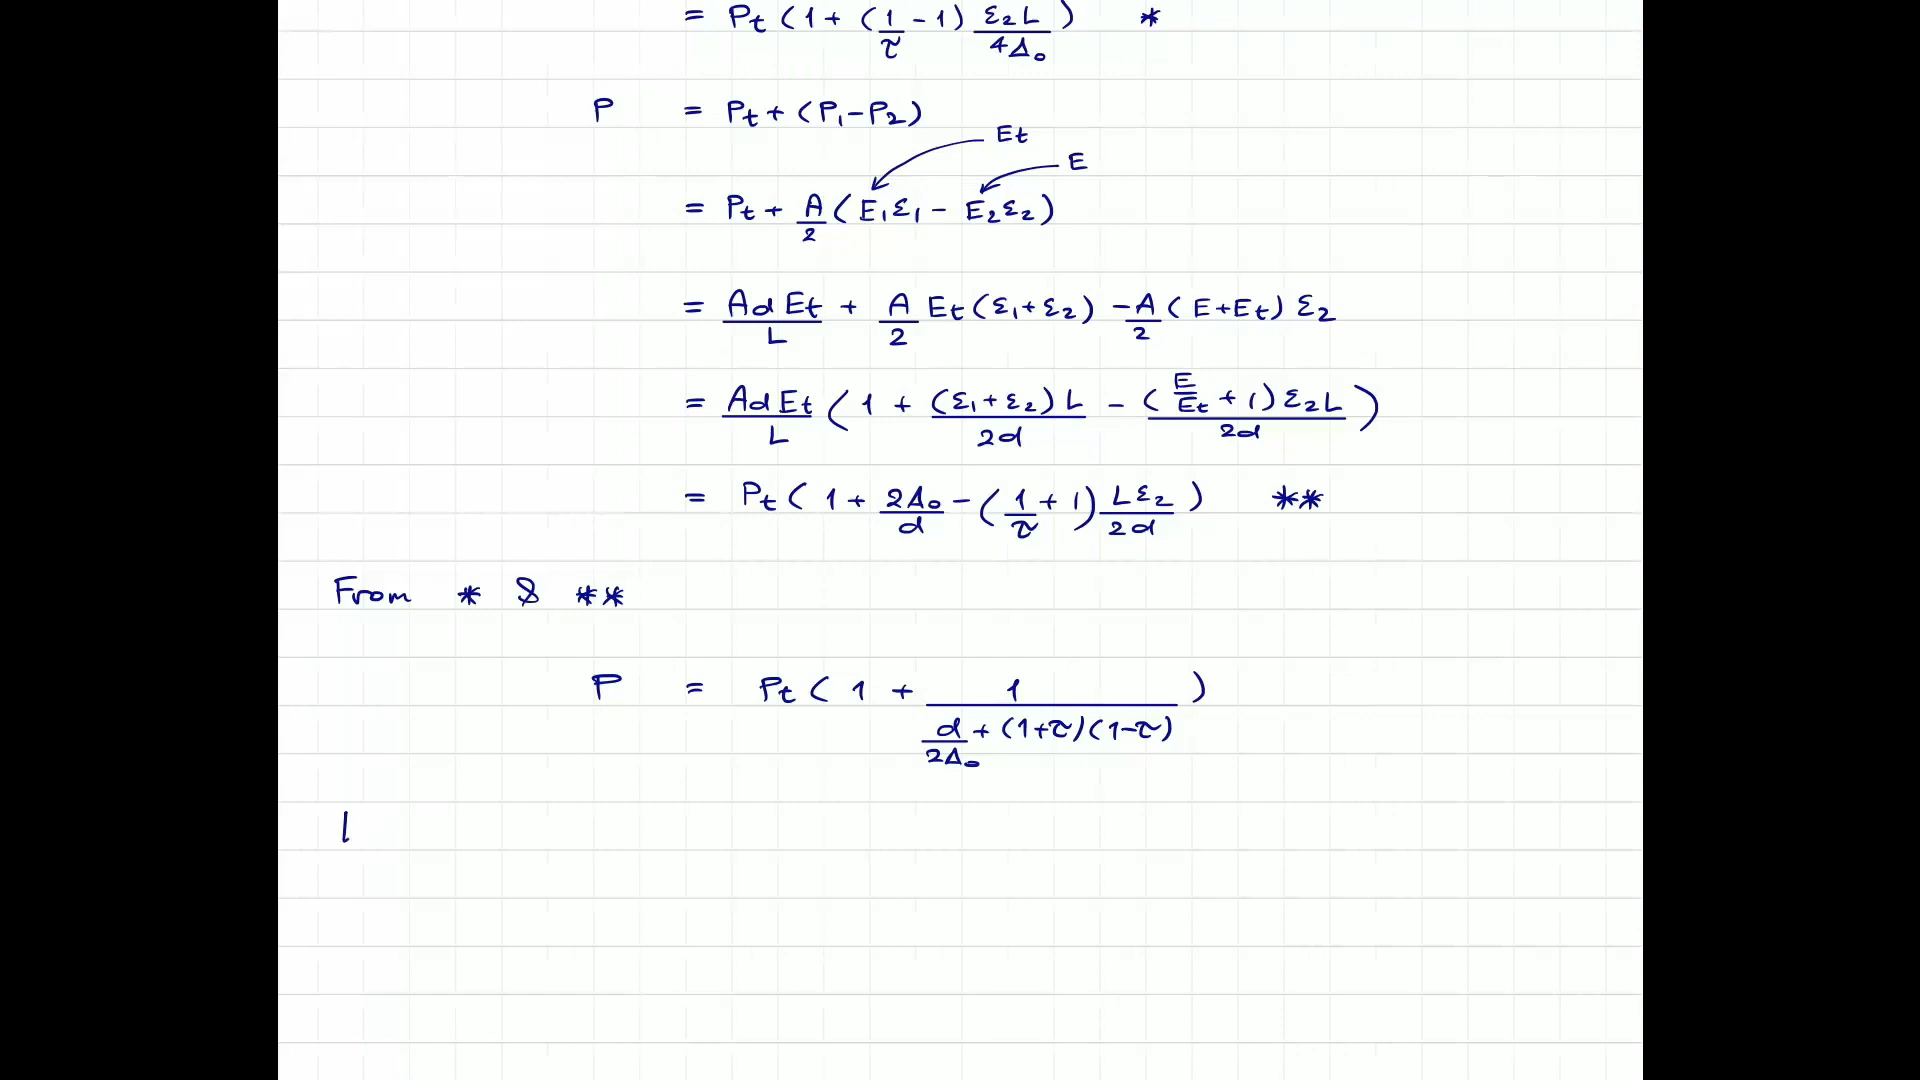 = Pt (1 + (1/τ - 1) ε₂L/4Δ₀) *
P = Pt + (P₁ - P₂)
Et
E
= Pt + A/2 (E₁ε₁ - E₂ε₂)
= AdEt/L + A/2 Et (ε₁ + ε₂) - A/2 (E + Et) ε₂
= AdEt/L (1 + (ε₁ + ε₂)L/2d - (E/Et + 1)ε₂L/2d)
= Pt (1 + 2Δ₀/d - (1/τ + 1) Lε₂/2d) **
From * & **
P = Pt (1 + 1/(d/2Δ₀ + (1+τ)/(1-τ)))